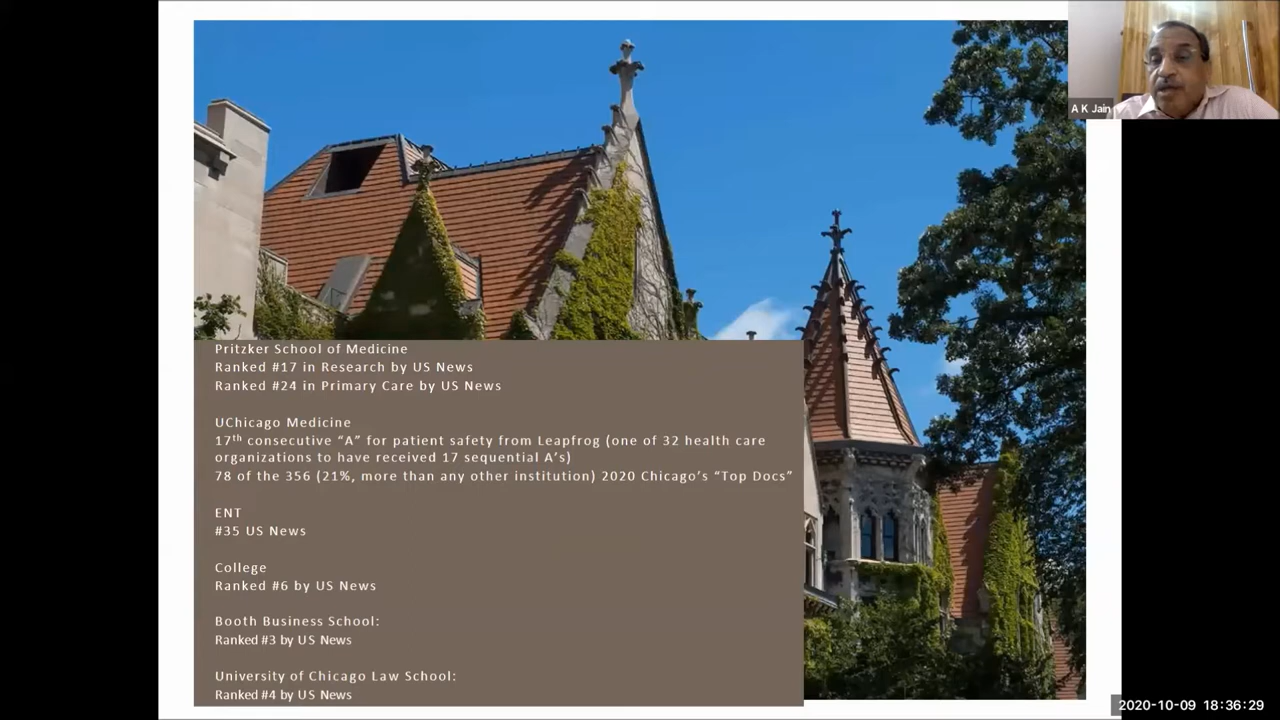 A K Jain
Pritzker School of Medicine
Ranked #17 in Research by US News
Ranked #24 in Primary Care by US News
UChicago Medicine
17th consecutive “A” for patient safety from Leapfrog (one of 32 health care
organizations to have received 17 sequential A’s)
78 of the 356 (21%, more than any other institution) 2020 Chicago’s “Top Docs”
ENT
#35 US News
College
Ranked #6 by US News
Booth Business School:
Ranked #3 by US News
University of Chicago Law School:
Ranked #4 by US News
2020-10-09 18:36:29